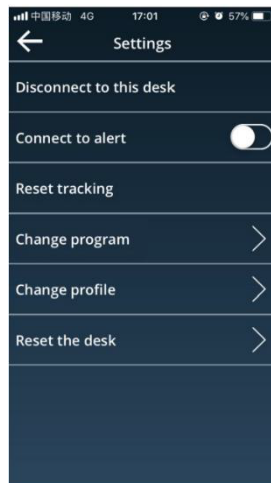 中国移动 4G 17:01 57%
Settings
Disconnect to this desk
Connect to alert
Reset tracking
Change program
Change profile
Reset the desk